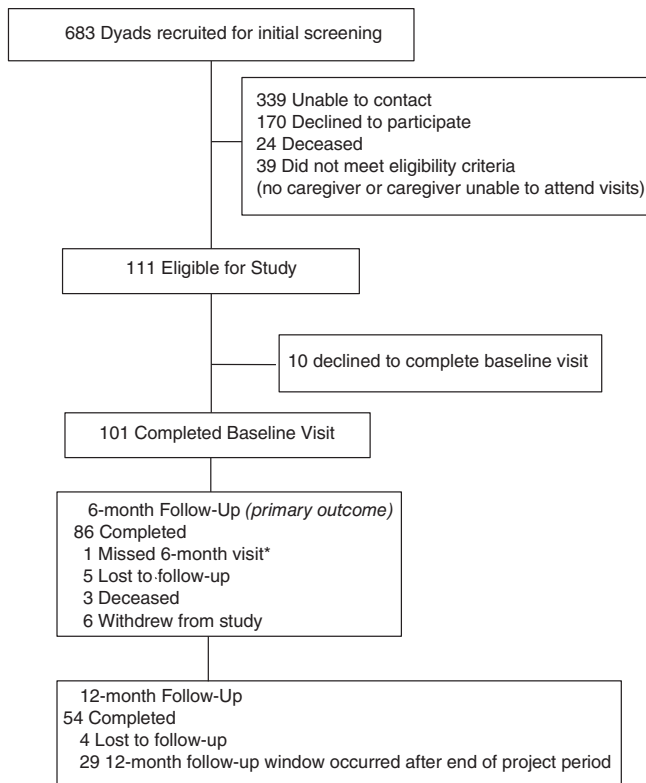 683 Dyads recruited for initial screening
339 Unable to contact
170 Declined to participate
24 Deceased
39 Did not meet eligibility criteria
(no caregiver or caregiver unable to attend visits)
111 Eligible for Study
10 declined to complete baseline visit
101 Completed Baseline Visit
6-month Follow-Up (primary outcome)
86 Completed
1 Missed 6-month visit*
5 Lost to follow-up
3 Deceased
6 Withdrew from study
12-month Follow-Up
54 Completed
4 Lost to follow-up
29 12-month follow-up window occurred after end of project period